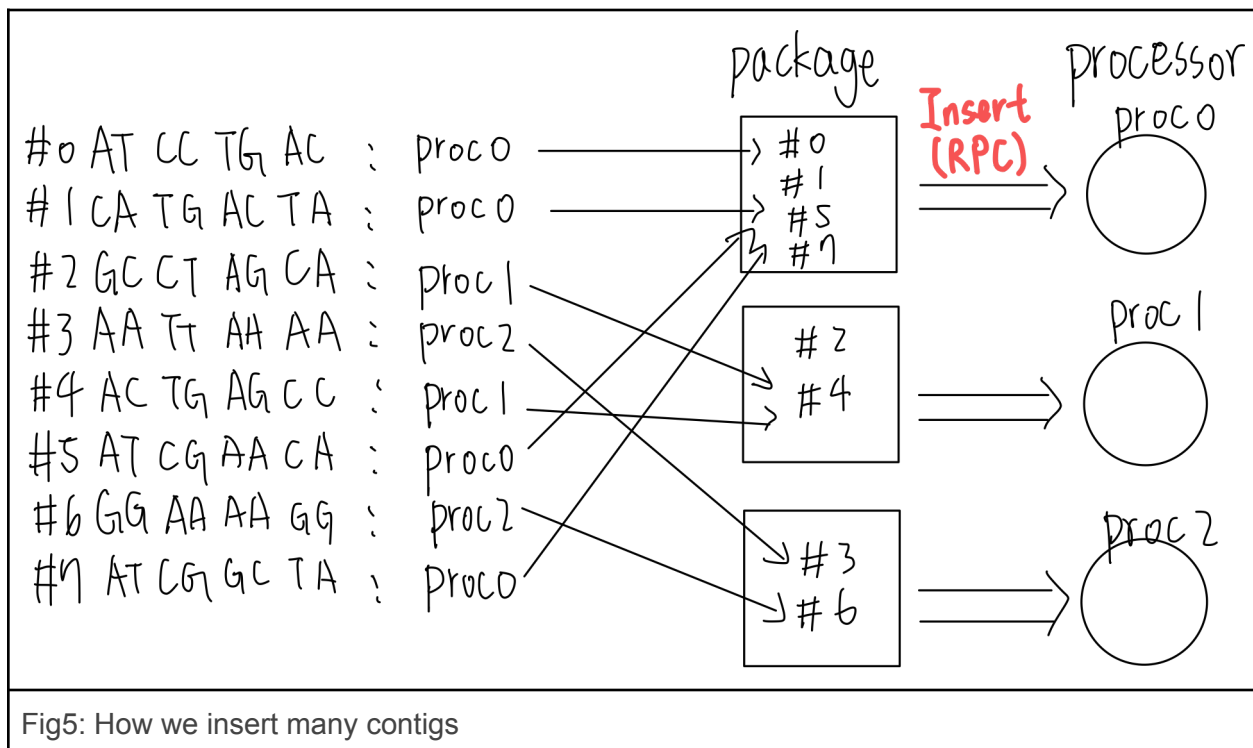 package
processor
#0 AT CC TG AC : proc0
#1 CA TG AC TA : proc0
#2 GC CT AG CA : proc1
#3 AA TT AA AA : proc2
#4 AC TG AG CC : proc1
#5 AT CG AA CA : proc0
#6 GG AA AA GG : proc2
#7 AT CG GC TA : proc0
#0
#1
#5
#7
#2
#4
#3
#6
Insert
(RPC)
proc0
proc1
proc2
Fig5: How we insert many contigs